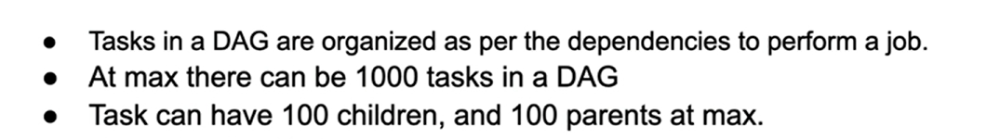 ● Tasks in a DAG are organized as per the dependencies to perform a job.
● At max there can be 1000 tasks in a DAG
● Task can have 100 children, and 100 parents at max.